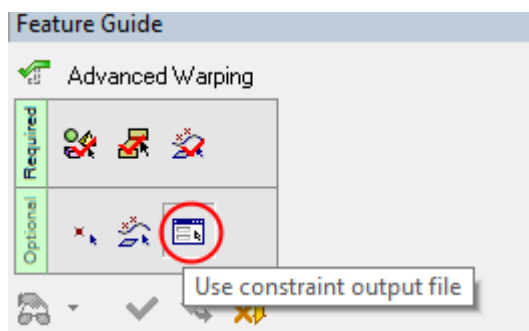 Feature Guide
Advanced Warping
Required
Optional
Use constraint output file